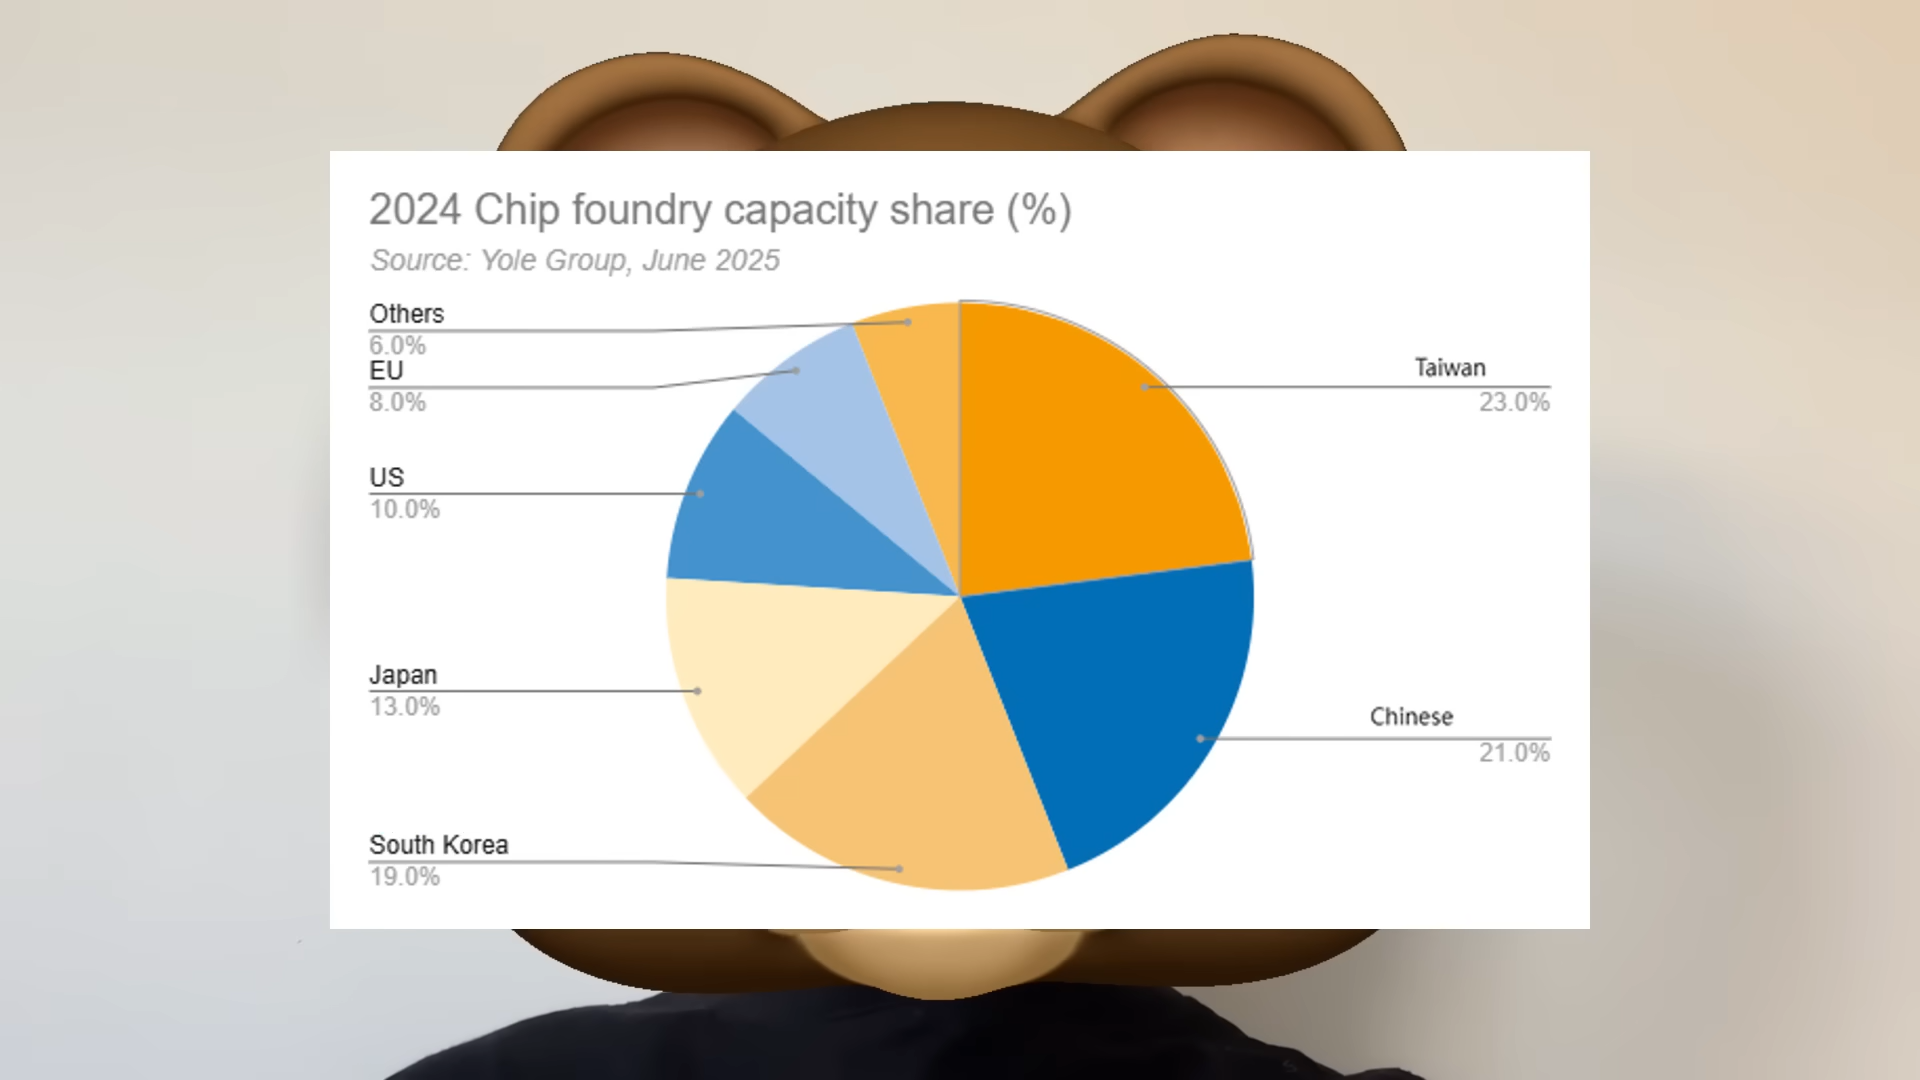 2024 Chip foundry capacity share (%)
Source: Yole Group, June 2025
Others
6.0%
EU
8.0%
US
10.0%
Japan
13.0%
South Korea
19.0%
Taiwan
23.0%
Chinese
21.0%